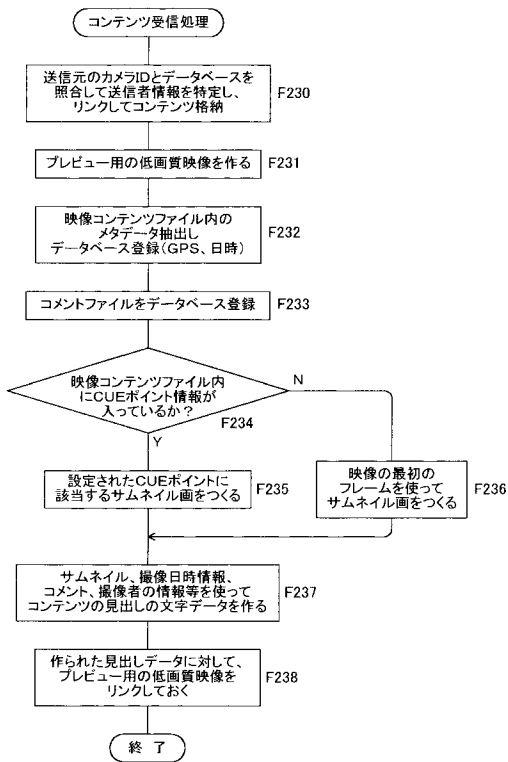 コンテンツ受信処理
送信元のカメラIDとデータベースを
照合して送信者情報を特定し、
リンクしてコンテンツ格納
F230
プレビュー用の低画質映像を作る
F231
映像コンテンツファイル内の
メタデータ抽出し
データベース登録(GPS、日時)
F232
コメントファイルをデータベース登録
F233
映像コンテンツファイル内
にCUEポイント情報が
入っているか?
F234
N
Y
設定されたCUEポイントに
該当するサムネイル画をつくる
F235
映像の最初の
フレームを使って
サムネイル画をつくる
F236
サムネイル、撮像日時情報、
コメント、撮像者の情報等を使って
コンテンツの見出しの文字データを作る
F237
作られた見出しデータに対して、
プレビュー用の低画質映像を
リンクしておく
F238
終 了